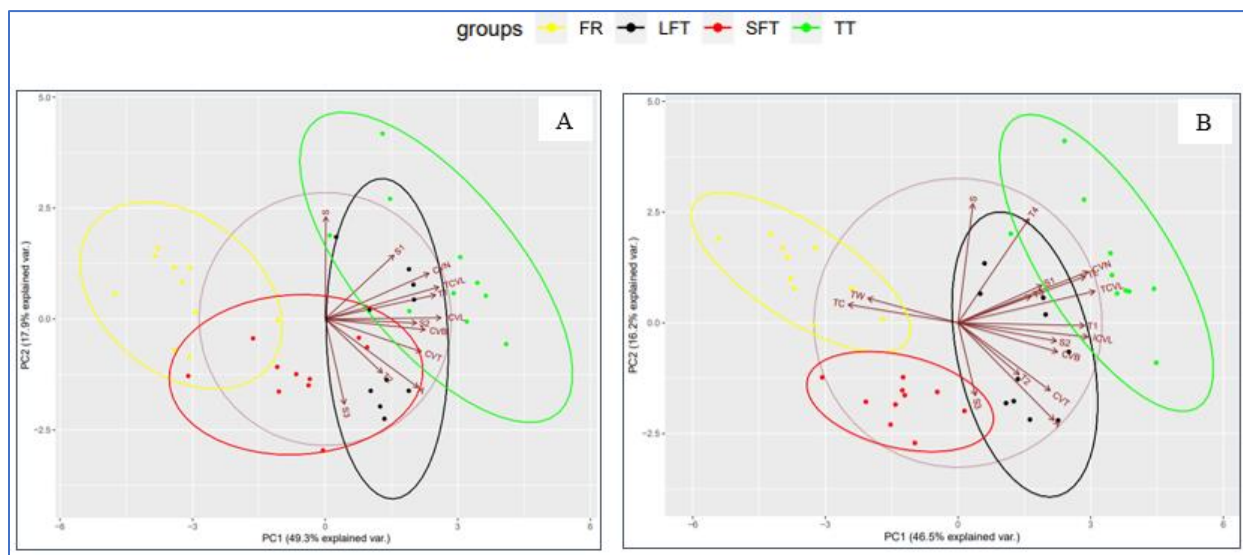 groups FR LFT SFT TT
A
5.0
2.5
0.0
−2.5
−6 −3 0 3 6
PC2 (17.9% explained var.)
PC1 (49.3% explained var.)
S
S1
CVN
TCVL
CVL
S2
CVB
CVT
S3
B
5.0
2.5
0.0
−2.5
−6 −3 0 3 6
PC2 (16.2% explained var.)
PC1 (46.5% explained var.)
S
T4
S1
CVN
TCVL
TW
TC
T1
CVL
S2
CVB
T2
CVT
S3